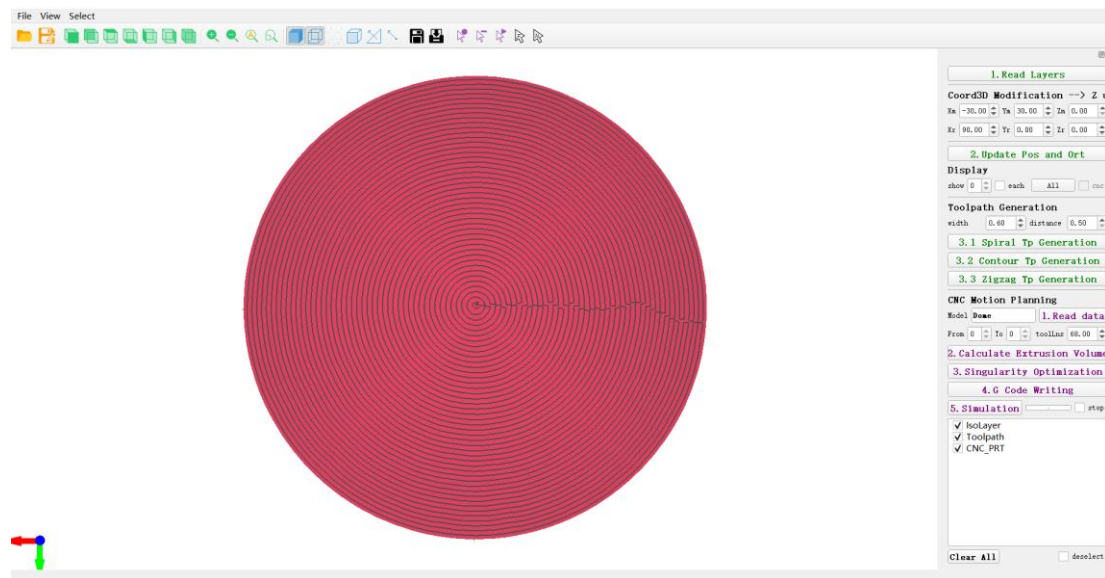 File View Select
1.Read Layers
Coord3D Modification --> Z u
Xm -30.00 Ym 30.00 Zm 0.00
Xr 90.00 Yr 0.00 Zr 0.00
2.Update Pos and Ort
Display
show 0 each All cnc
Toolpath Generation
width 0.60 distance 0.50
3.1 Spiral Tp Generation
3.2 Contour Tp Generation
3.3 Zigzag Tp Generation
CNC Motion Planning
Model Dome 1.Read data
From 0 To 0 toolLns 68.00
2.Calculate Extrusion Volume
3.Singularity Optimization
4.G Code Writing
5.Simulation stop
IsoLayer
Toolpath
CNC_PRT
Clear All deselect